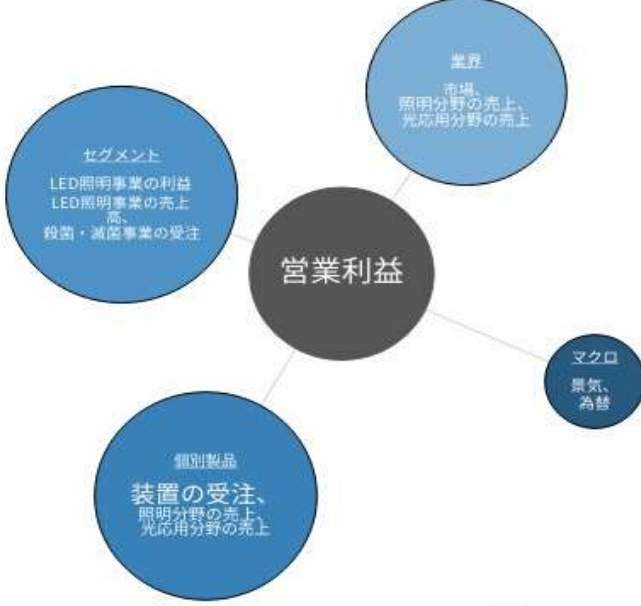 業界
市場、
照明分野の売上、
光応用分野の売上
セグメント
LED照明事業の利益
LED照明事業の売上
高、
殺菌・滅菌事業の受注
営業利益
マクロ
景気、
為替
個別製品
装置の受注、
照明分野の売上、
光応用分野の売上